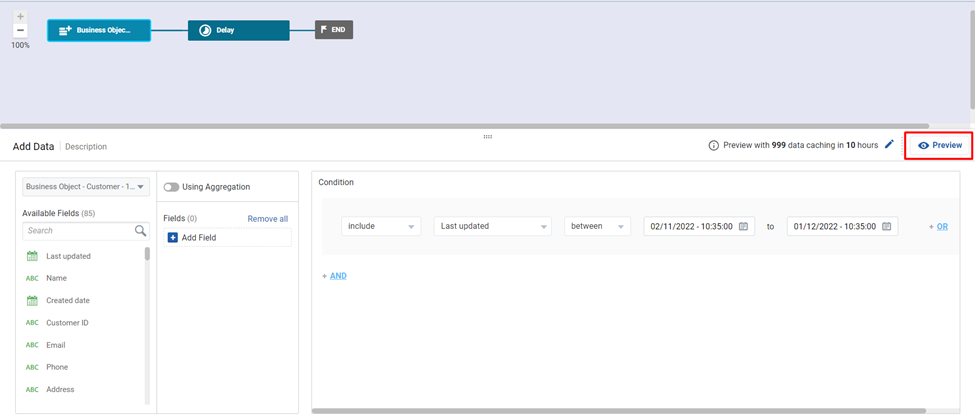 100%
Business Objec...
Delay
END
Add Data
Description
Preview with 999 data caching in 10 hours
Preview
Business Object - Customer - 1...
Available Fields (85)
Search
Last updated
ABC Name
Created date
ABC Customer ID
ABC Email
ABC Phone
ABC Address
Using Aggregation
Fields (0)
Remove all
+ Add Field
Condition
include
Last updated
between
02/11/2022 - 10:35:00
to
01/12/2022 - 10:35:00
+ OR
+ AND